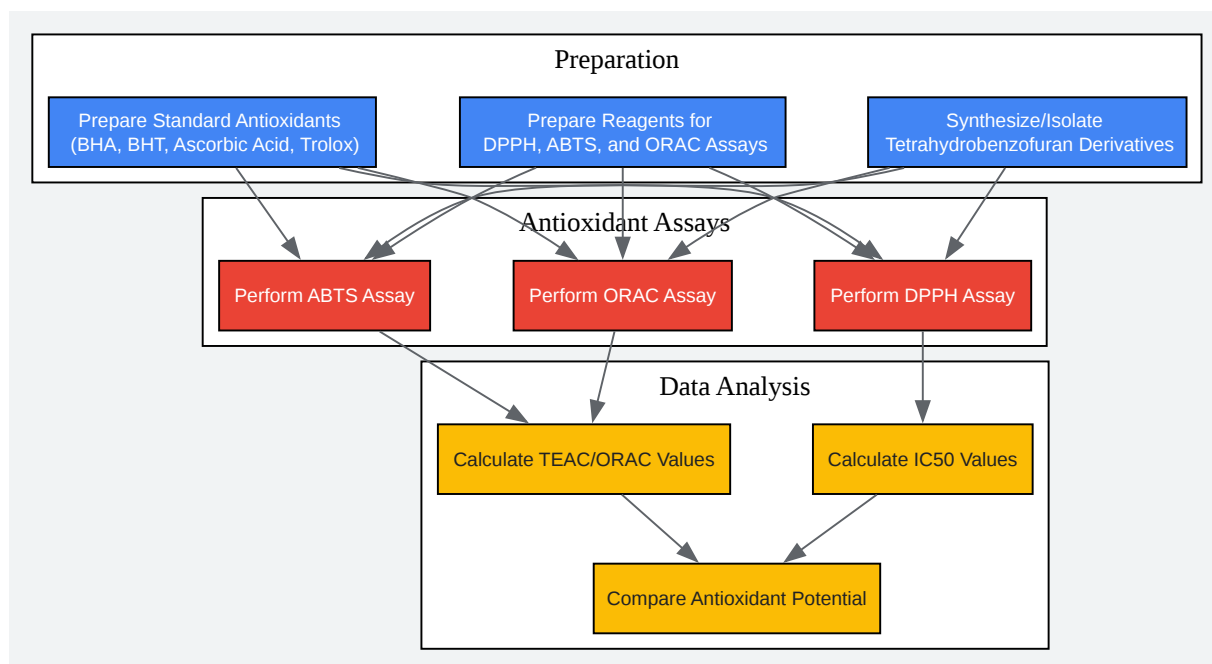 Preparation
Prepare Standard Antioxidants
(BHA, BHT, Ascorbic Acid, Trolox)
Prepare Reagents for
DPPH, ABTS, and ORAC Assays
Synthesize/Isolate
Tetrahydrobenzofuran Derivatives
Antioxidant Assays
Perform ABTS Assay
Perform ORAC Assay
Perform DPPH Assay
Data Analysis
Calculate TEAC/ORAC Values
Calculate IC50 Values
Compare Antioxidant Potential